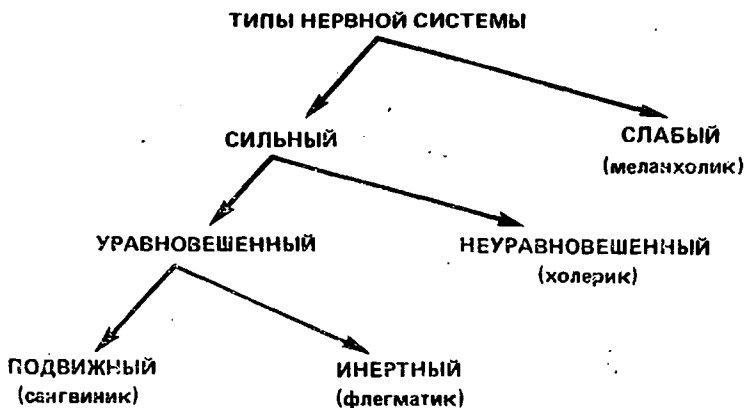 ТИПЫ НЕРВНОЙ СИСТЕМЫ
СИЛЬНЫЙ
СЛАБЫЙ
(меланхолик)
УРАВНОВЕШЕННЫЙ
НЕУРАВНОВЕШЕННЫЙ
(холерик)
ПОДВИЖНЫЙ
(сангвиник)
ИНЕРТНЫЙ
(флегматик)